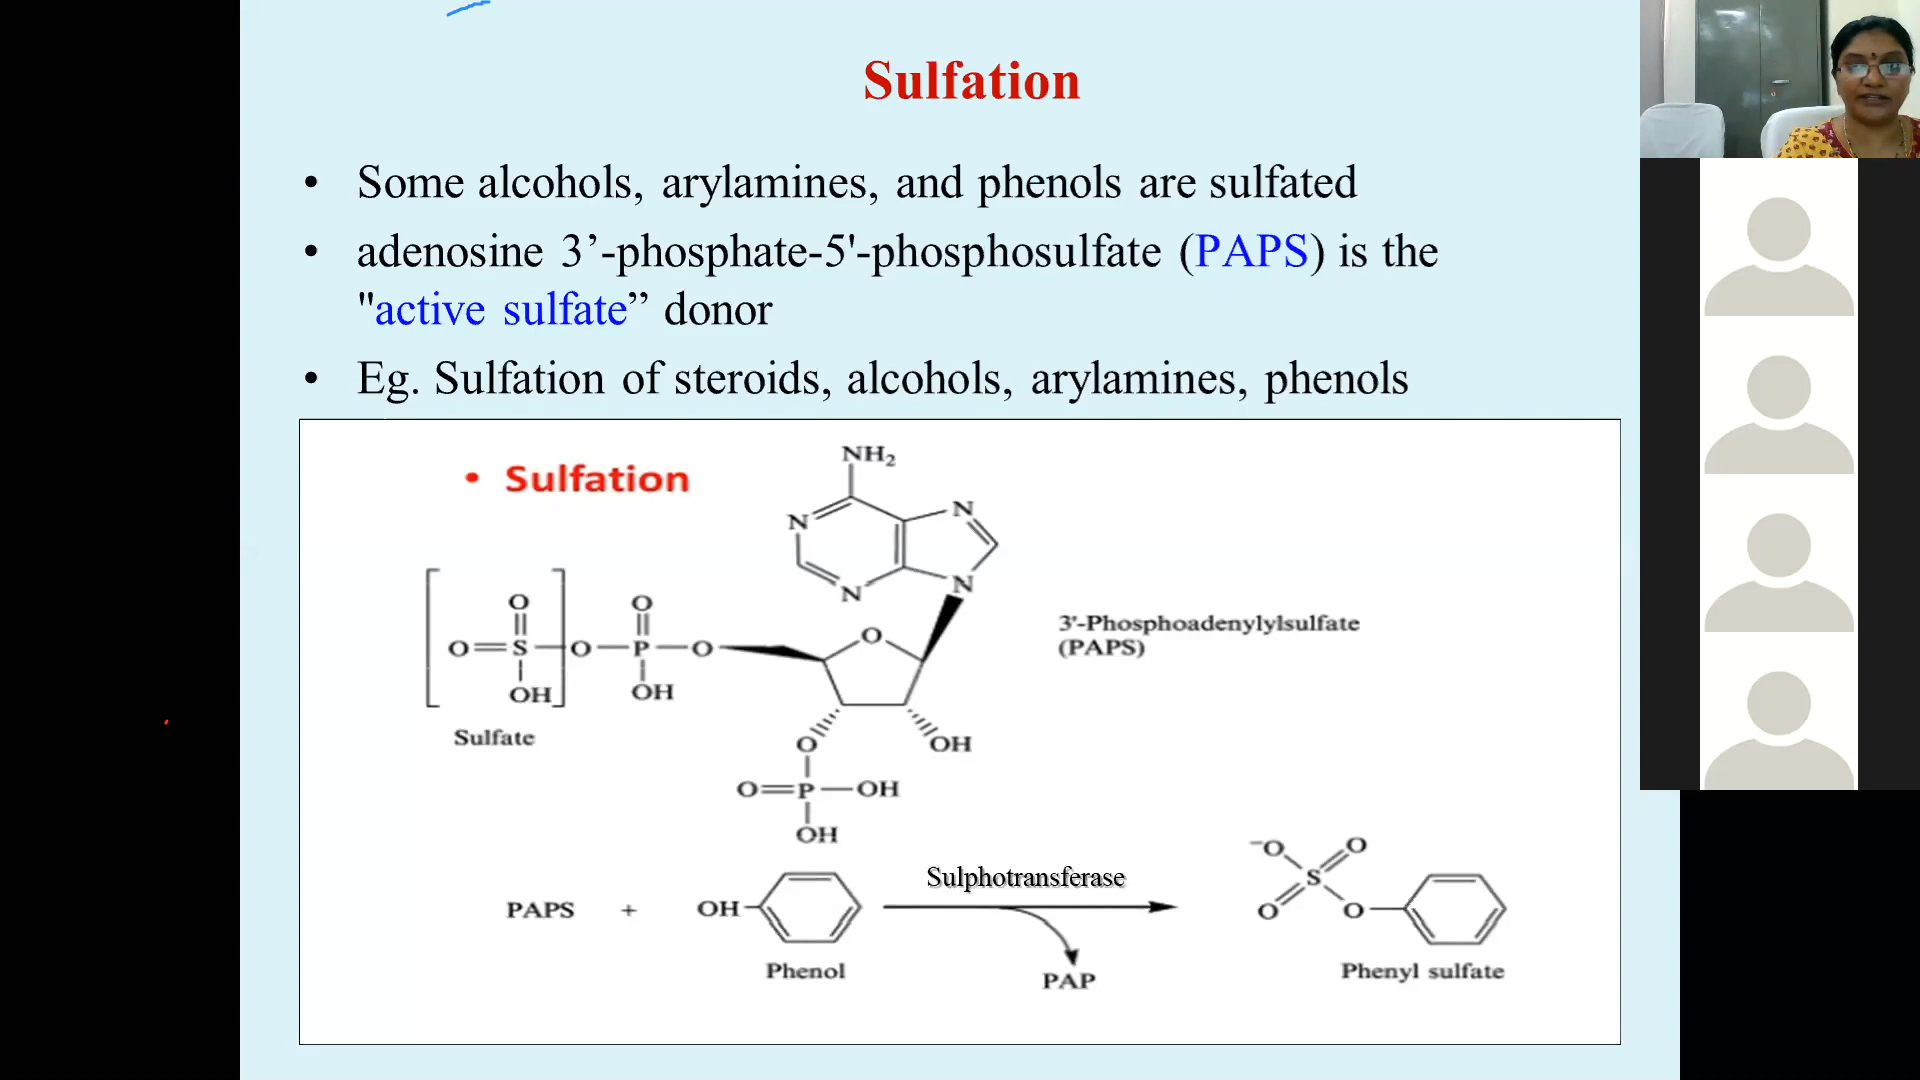 Sulfation
• Some alcohols, arylamines, and phenols are sulfated
• adenosine 3’-phosphate-5'-phosphosulfate (PAPS) is the
"active sulfate” donor
• Eg. Sulfation of steroids, alcohols, arylamines, phenols
• Sulfation
NH₂
N
N
N
N
O
O=S—O—P—O
O
OH
OH
O
Sulfate
3'-Phosphoadenylylsulfate
(PAPS)
O
OH
O=P—OH
OH
Sulphotransferase
PAPS + OH
Phenol
PAP
⁻O
O
S
O
O
Phenyl sulfate